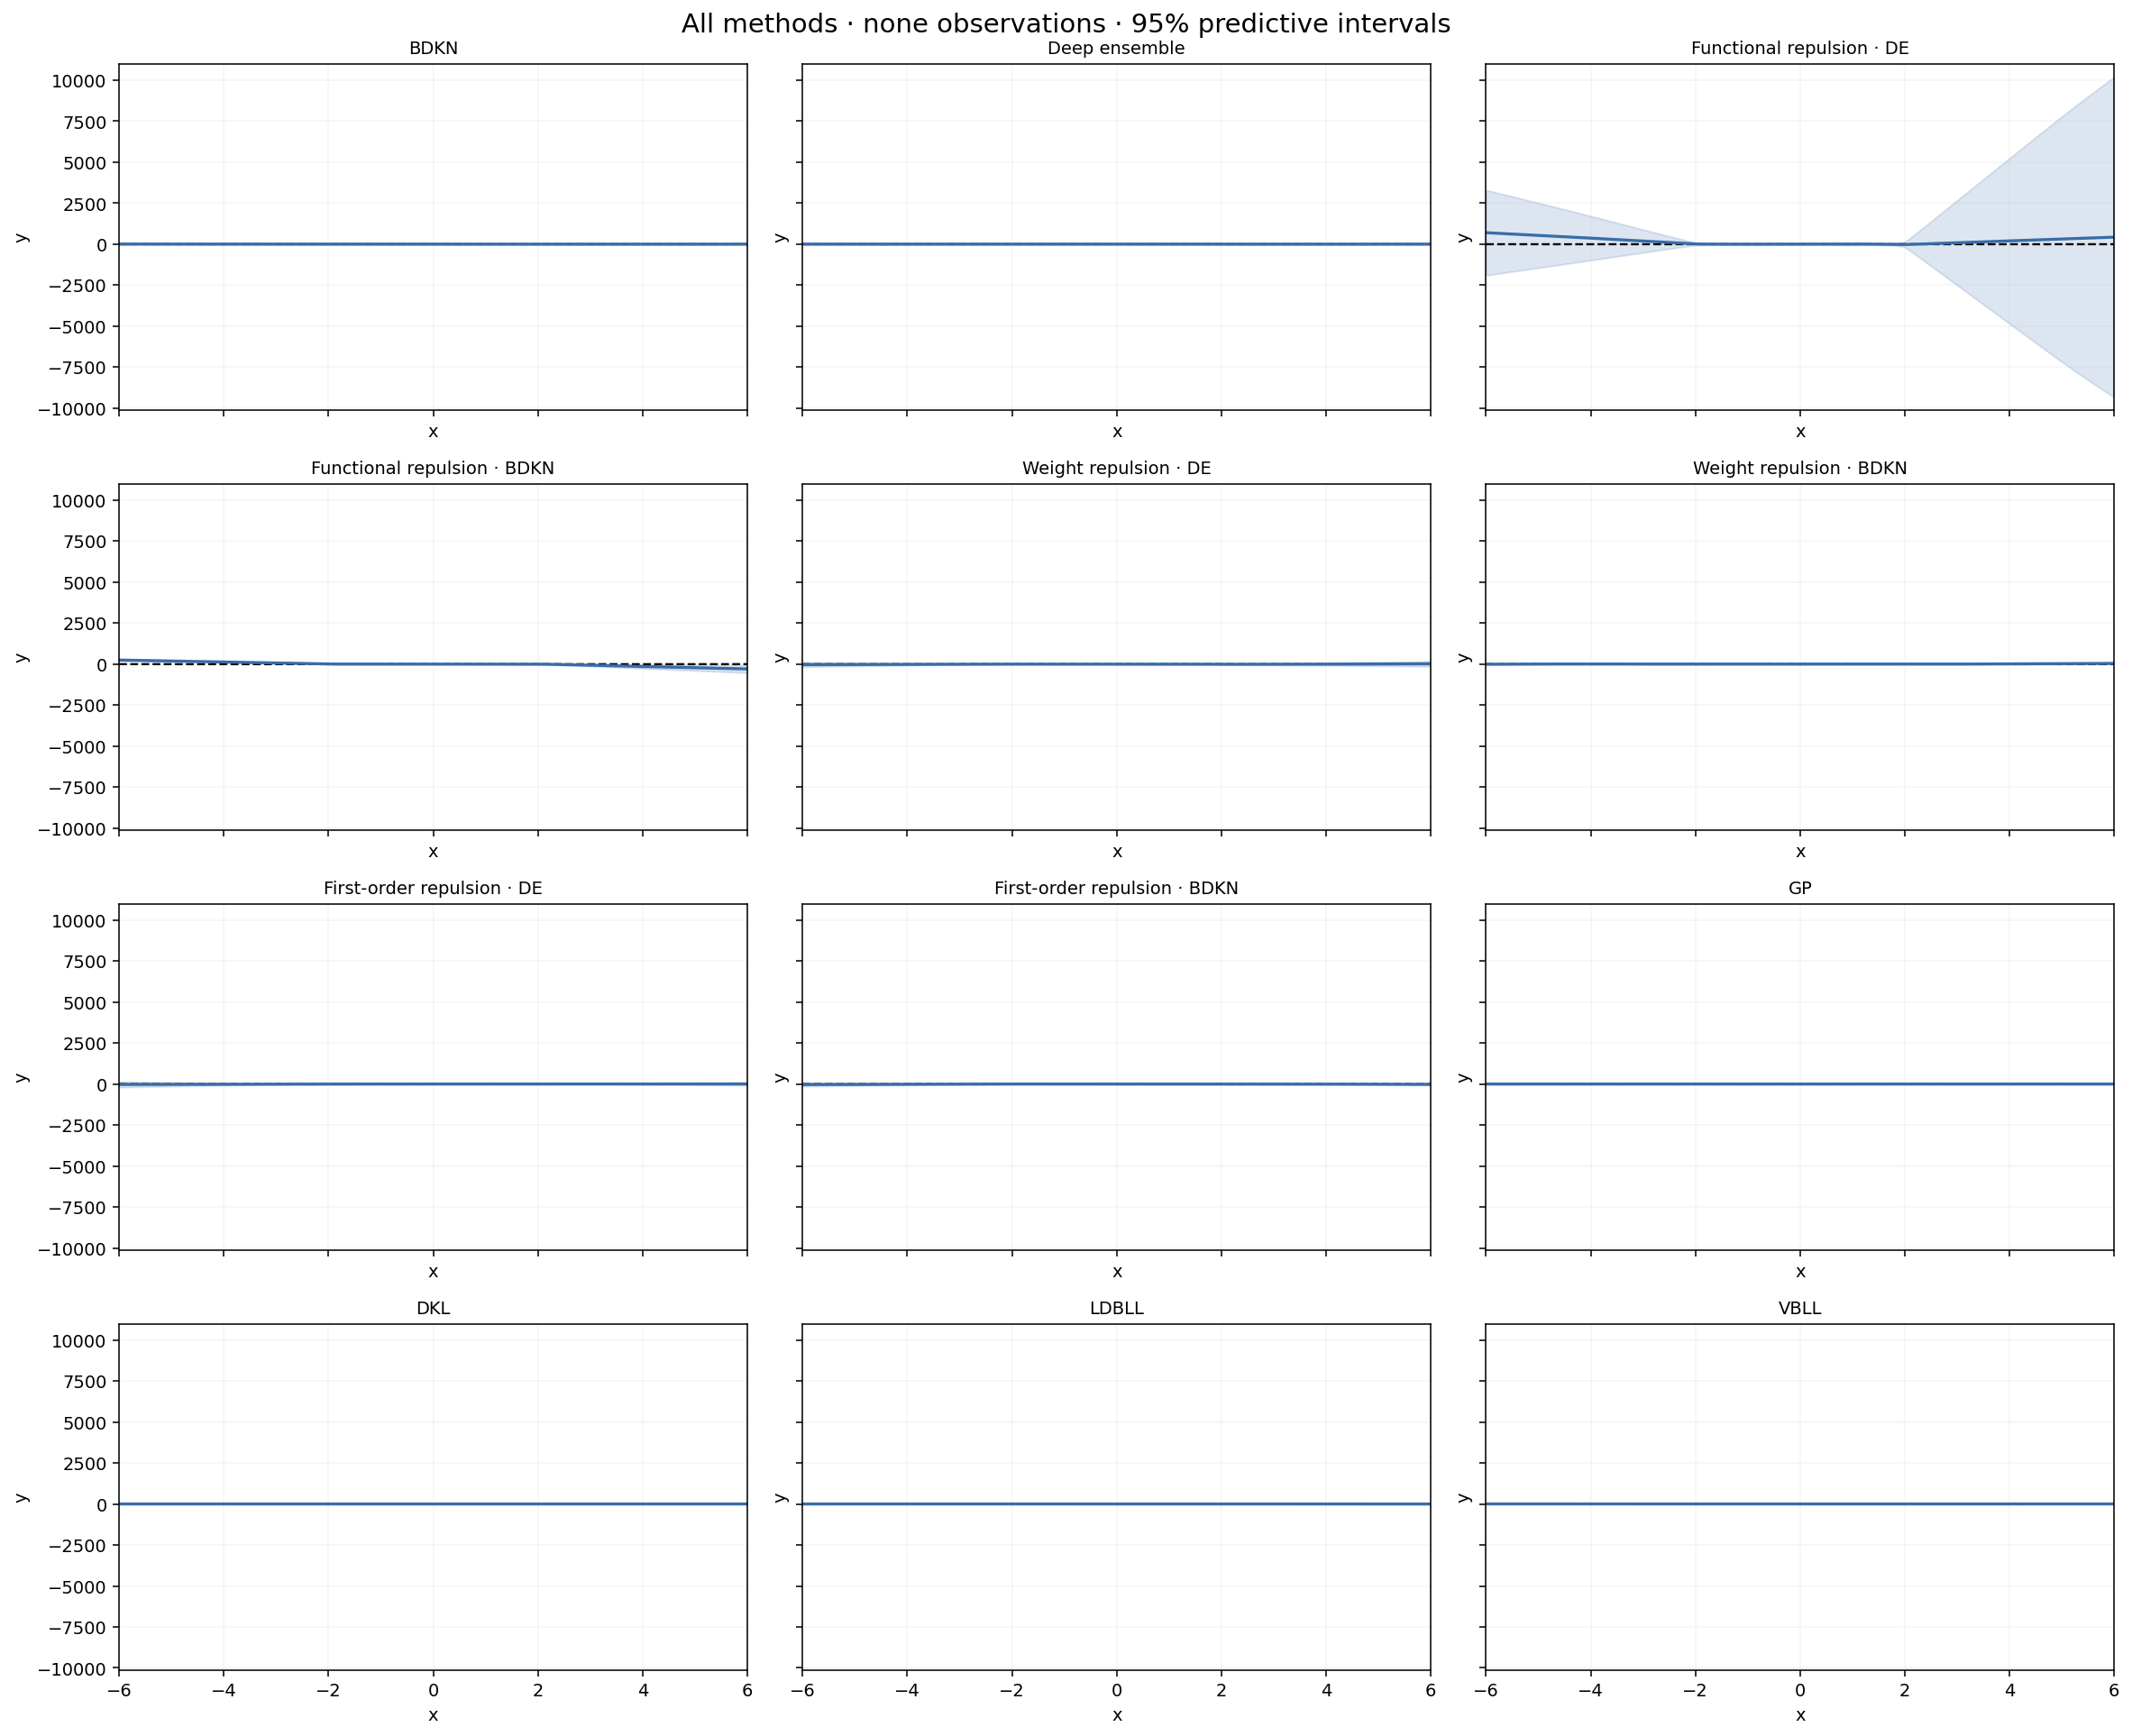 All methods · none observations · 95% predictive intervals
BDKN
Deep ensemble
Functional repulsion · DE
10000
7500
5000
2500
0
−2500
−5000
−7500
−10000
y
y
y
x
x
x
Functional repulsion · BDKN
Weight repulsion · DE
Weight repulsion · BDKN
10000
7500
5000
2500
0
−2500
−5000
−7500
−10000
y
y
y
x
x
x
First-order repulsion · DE
First-order repulsion · BDKN
GP
10000
7500
5000
2500
0
−2500
−5000
−7500
−10000
y
y
y
x
x
x
DKL
LDBLL
VBLL
10000
7500
5000
2500
0
−2500
−5000
−7500
−10000
y
y
y
−6 −4 −2 0 2 4 6
−6 −4 −2 0 2 4 6
−6 −4 −2 0 2 4 6
x
x
x